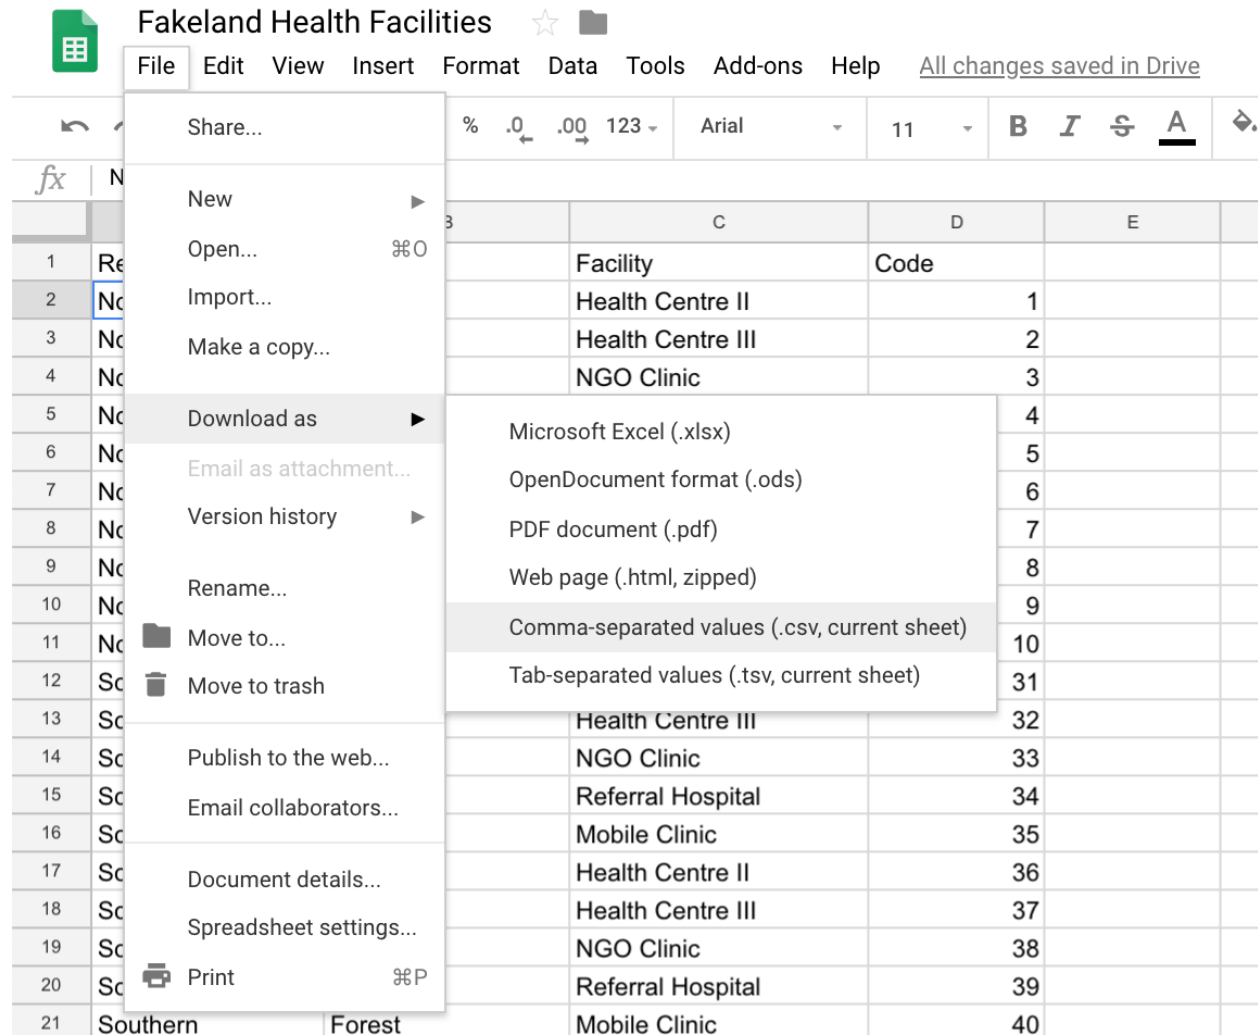 Fakeland Health Facilities
File Edit View Insert Format Data Tools Add-ons Help All changes saved in Drive
% .0 .00 123 Arial 11 B I S A
fx N
C D E
1 Facility Code
2 Health Centre II 1
3 Health Centre III 2
4 NGO Clinic 3
5 4
6 5
7 6
8 7
9 8
10 9
11 10
12 31
13 Health Centre III 32
14 NGO Clinic 33
15 Referral Hospital 34
16 Mobile Clinic 35
17 Health Centre II 36
18 Health Centre III 37
19 NGO Clinic 38
20 Referral Hospital 39
21 Southern Forest Mobile Clinic 40
Share...
New
Open... ⌘O
Import...
Make a copy...
Download as
Email as attachment...
Version history
Rename...
Move to...
Move to trash
Publish to the web...
Email collaborators...
Document details...
Spreadsheet settings...
Print ⌘P
Microsoft Excel (.xlsx)
OpenDocument format (.ods)
PDF document (.pdf)
Web page (.html, zipped)
Comma-separated values (.csv, current sheet)
Tab-separated values (.tsv, current sheet)